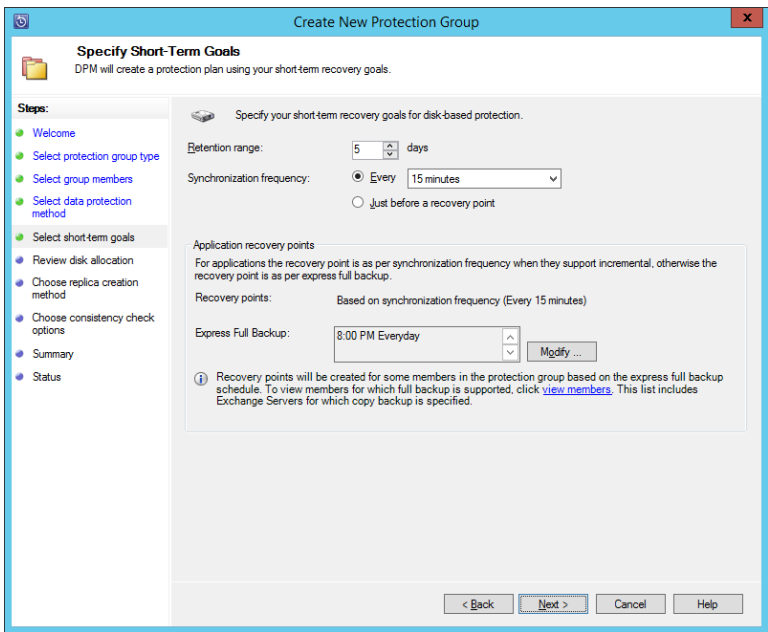 Create New Protection Group
x
Specify Short-Term Goals
DPM will create a protection plan using your short-term recovery goals.
Steps:
Welcome
Select protection group type
Select group members
Select data protection
method
Select short-term goals
Review disk allocation
Choose replica creation
method
Choose consistency check
options
Summary
Status
Specify your short-term recovery goals for disk-based protection.
Retention range: 5 days
Synchronization frequency: Every 15 minutes
Just before a recovery point
Application recovery points
For applications the recovery point is as per synchronization frequency when they support incremental, otherwise the
recovery point is as per express full backup.
Recovery points: Based on synchronization frequency (Every 15 minutes)
Express Full Backup: 8:00 PM Everyday
Modify ...
Recovery points will be created for some members in the protection group based on the express full backup
schedule. To view members for which full backup is supported, click view members. This list includes
Exchange Servers for which copy backup is specified.
< Back Next > Cancel Help